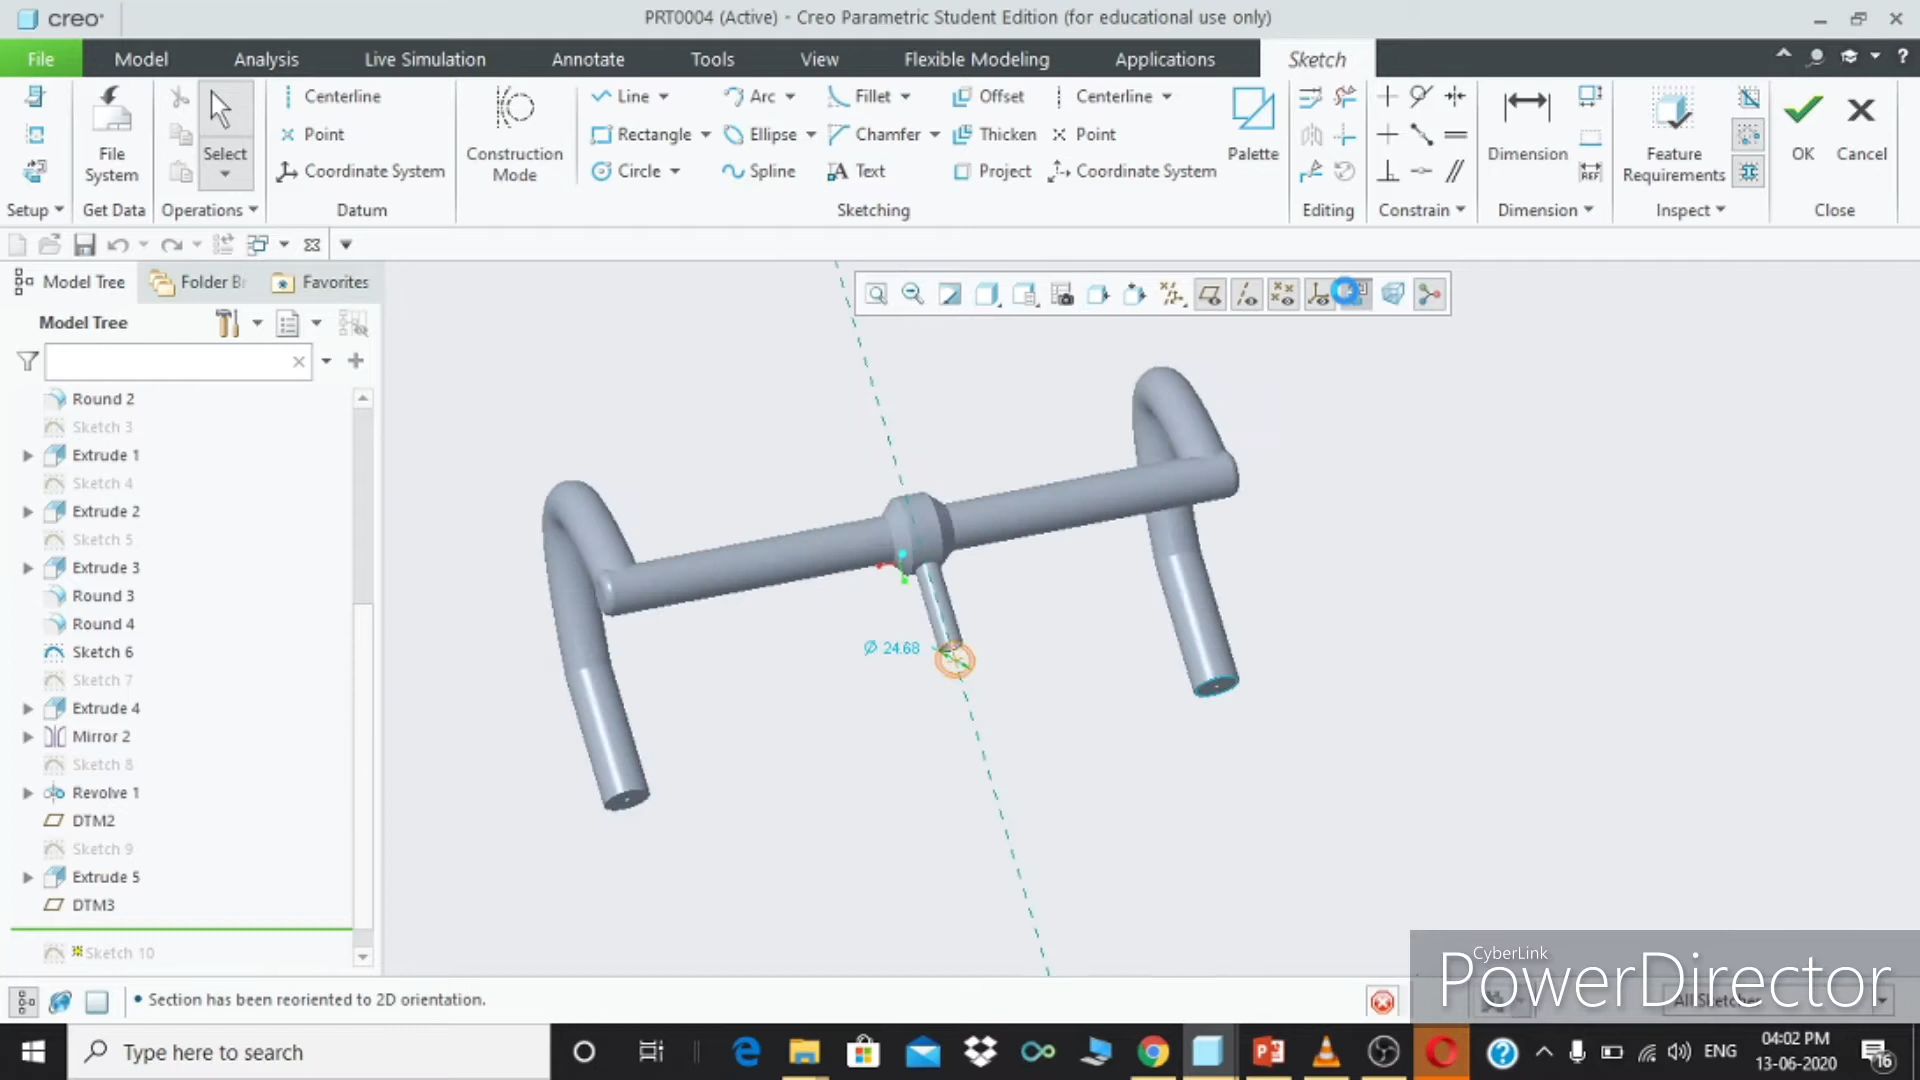 creo
PRT0004 (Active) - Creo Parametric Student Edition (for educational use only)
File Model Analysis Live Simulation Annotate Tools View Flexible Modeling Applications Sketch
File System
Select
Centerline
Point
Coordinate System
Construction Mode
Line Arc Fillet Offset Centerline
Rectangle Ellipse Chamfer Thicken Point
Circle Spline Text Project Coordinate System
Palette
Dimension
REF
Feature Requirements
OK
Cancel
Setup Get Data Operations Datum Sketching Editing Constrain Dimension Inspect Close
Model Tree Folder Br Favorites
Model Tree
Round 2
Sketch 3
Extrude 1
Sketch 4
Extrude 2
Sketch 5
Extrude 3
Round 3
Round 4
Sketch 6
Sketch 7
Extrude 4
Mirror 2
Sketch 8
Revolve 1
DTM2
Sketch 9
Extrude 5
DTM3
Sketch 10
Ø 24.68
Section has been reoriented to 2D orientation.
CyberLink
PowerDirector
Type here to search
ENG
04:02 PM
13-06-2020
16